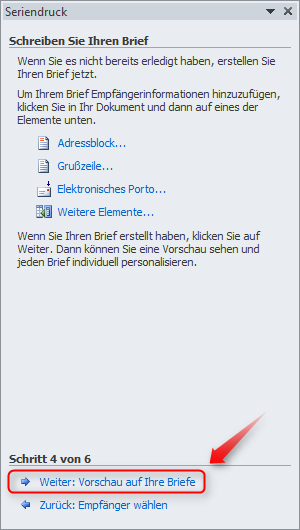 Seriendruck
Schreiben Sie Ihren Brief
Wenn Sie es nicht bereits erledigt haben, erstellen Sie
Ihren Brief jetzt.
Um Ihrem Brief Empfängerinformationen hinzuzufügen,
klicken Sie in Ihr Dokument und dann auf eines der
Elemente unten.
Adressblock...
Grußzeile...
Elektronisches Porto...
Weitere Elemente...
Wenn Sie Ihren Brief erstellt haben, klicken Sie auf
Weiter. Dann können Sie eine Vorschau sehen und
jeden Brief individuell personalisieren.
Schritt 4 von 6
Weiter: Vorschau auf Ihre Briefe
Zurück: Empfänger wählen